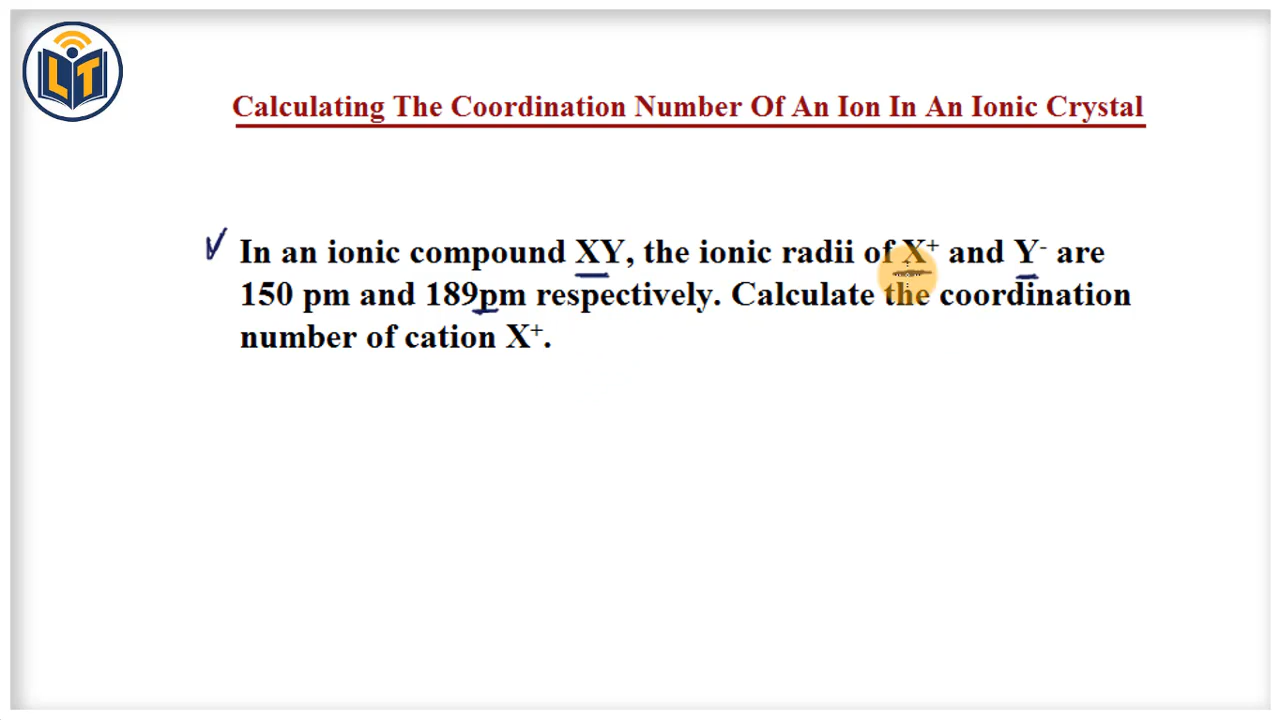 LT
Calculating The Coordination Number Of An Ion In An Ionic Crystal
In an ionic compound XY, the ionic radii of X⁺ and Y⁻ are
150 pm and 189pm respectively. Calculate the coordination
number of cation X⁺.